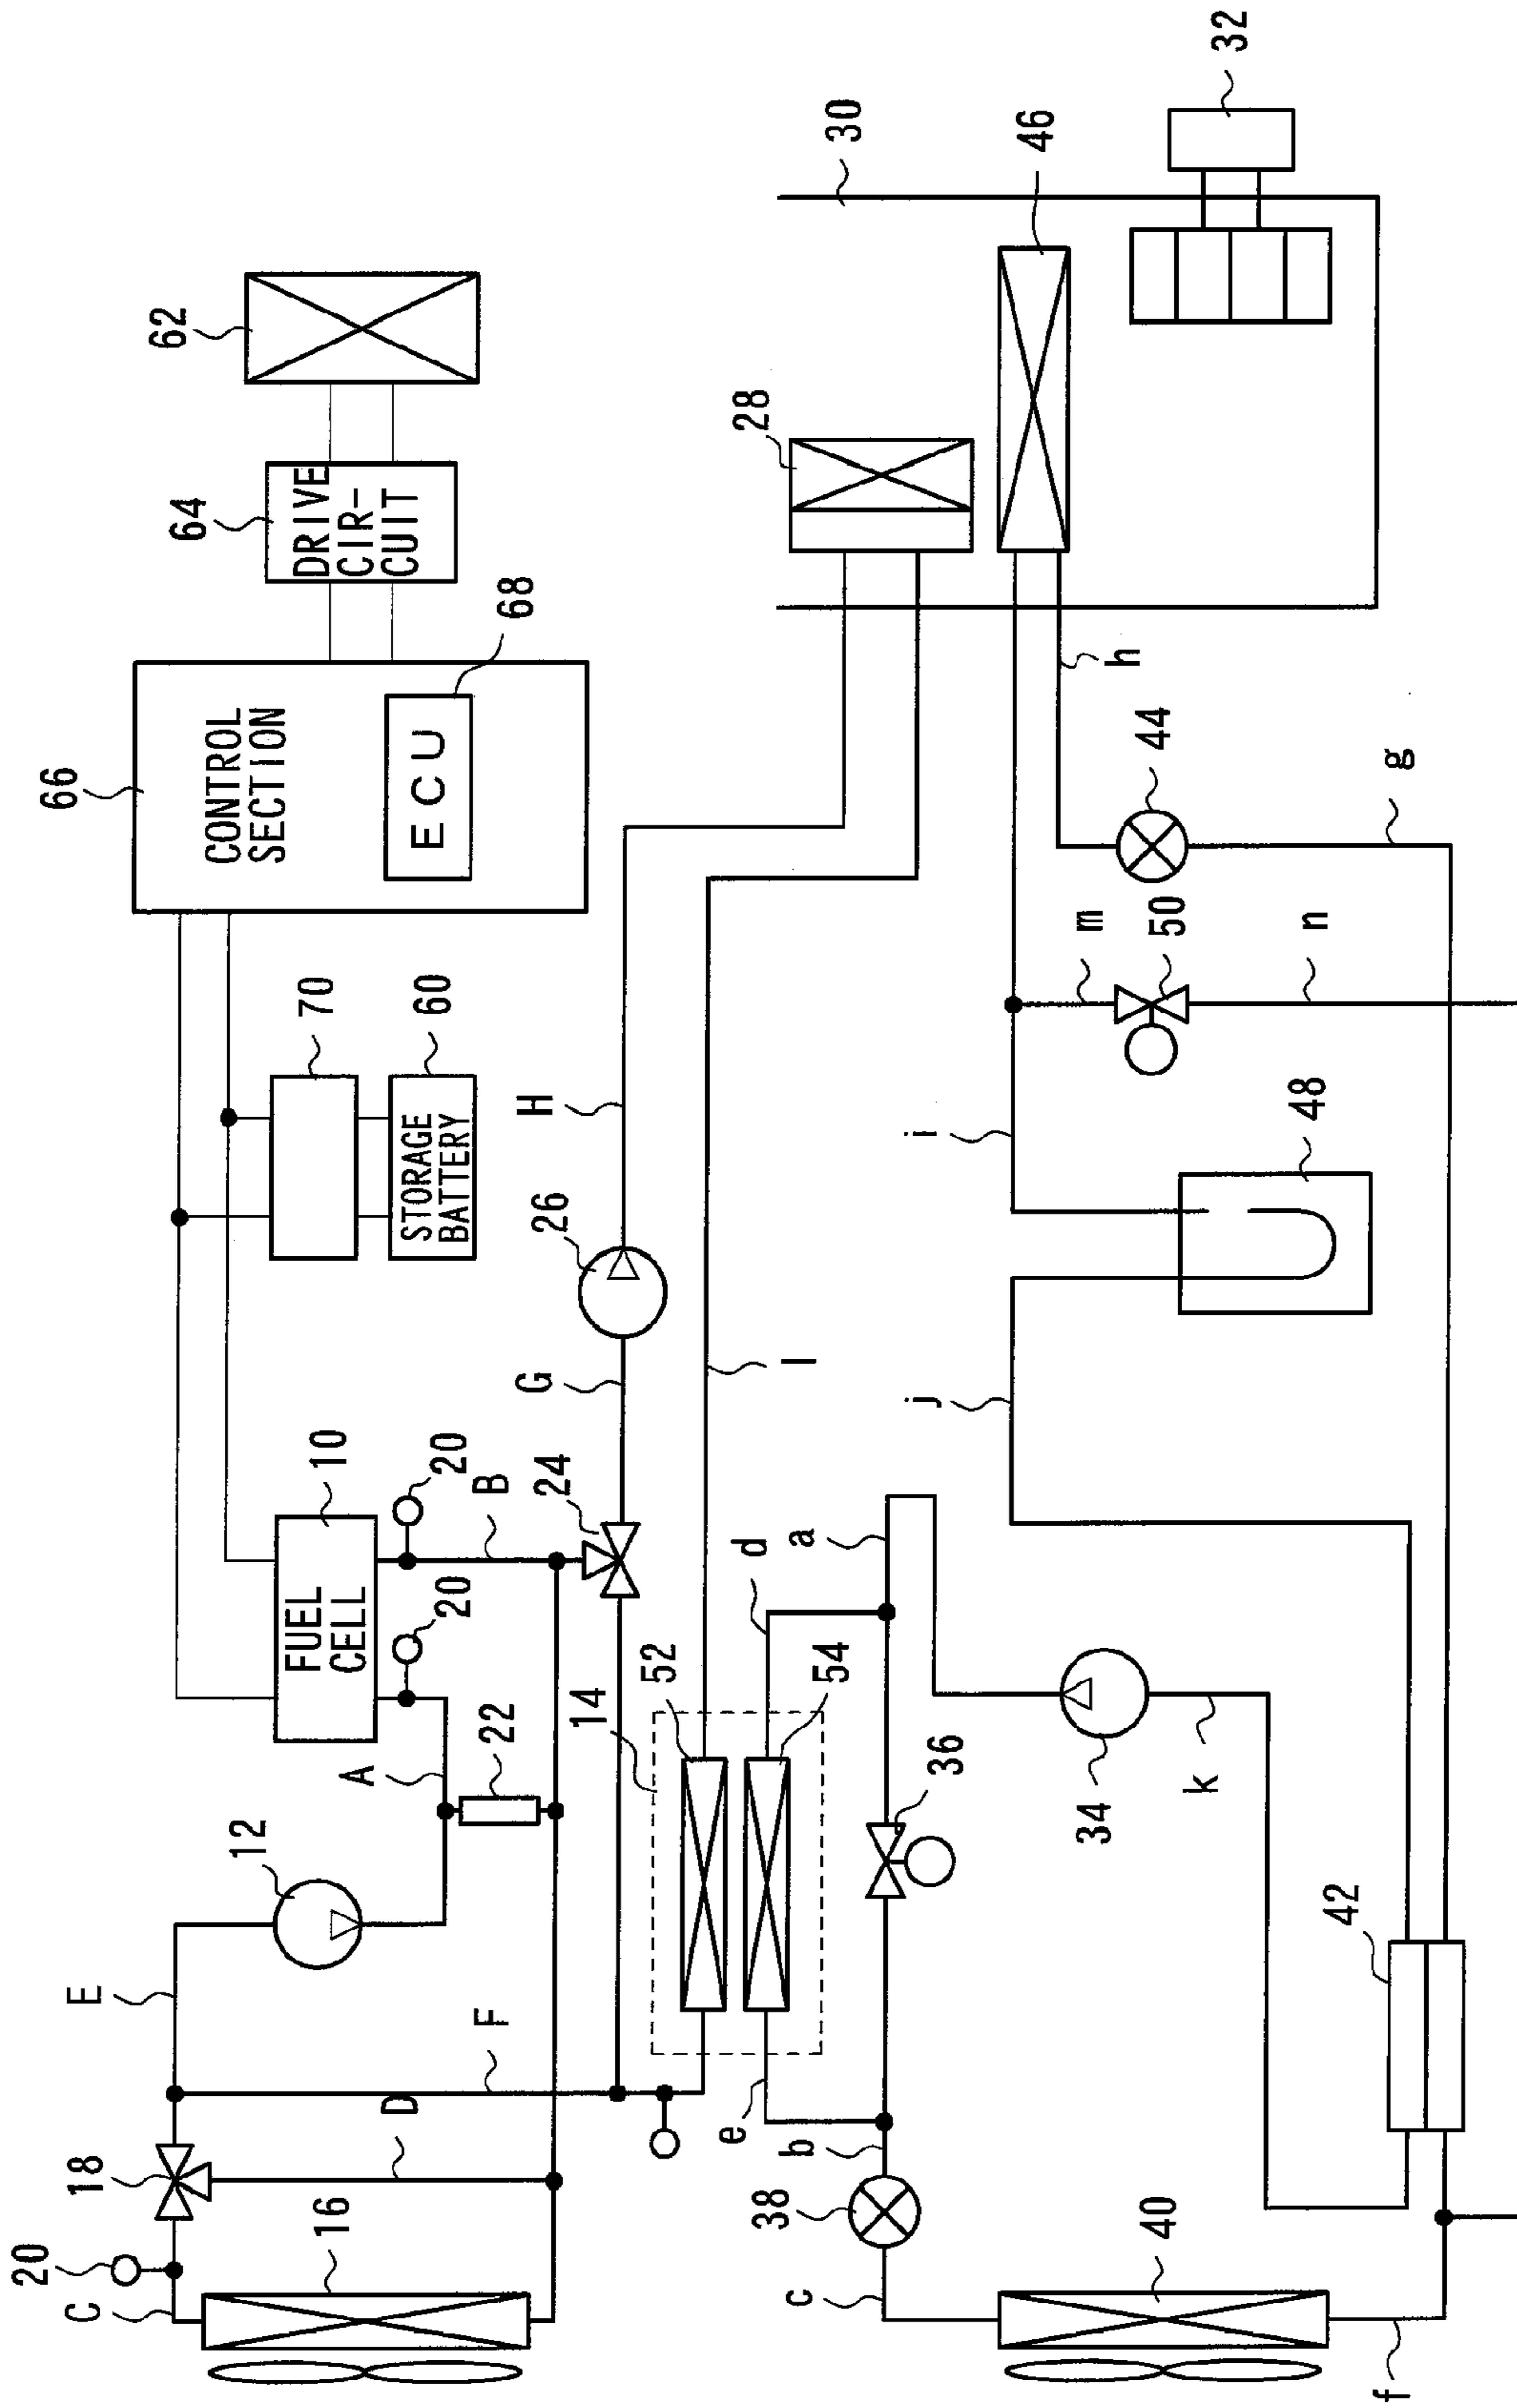 20
C
18
E
66
62
64
12
CONTROL
SECTION
ECU
68
16
10
FUEL
CELL
70
DRIVE
CIR-
CUIT
A
D
STORAGE
BATTERY
60
20
20
F
22
B
24
G
26
H
14
52
e
d
28
b
38
I
c
a
54
30
j
i
36
46
34
m
h
40
50
44
k
32
48
n
42
f
g